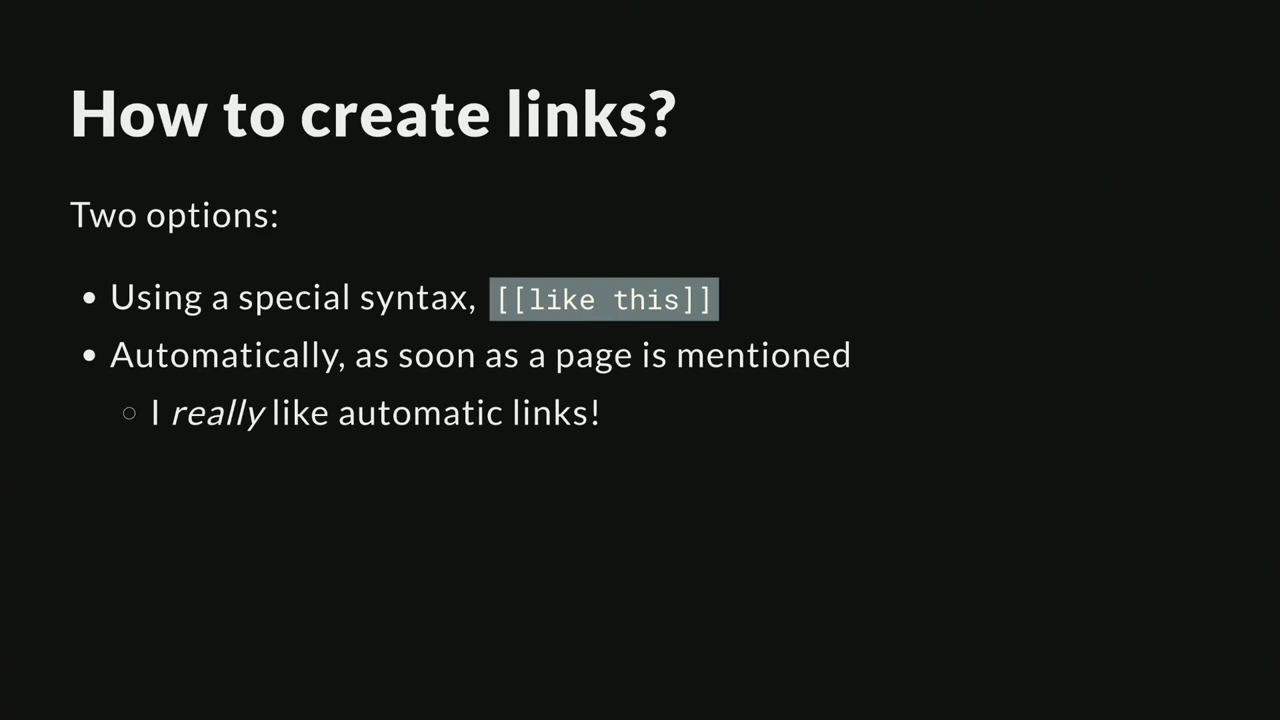 How to create links?
Two options:
• Using a special syntax, [[like this]]
• Automatically, as soon as a page is mentioned
◦ I really like automatic links!